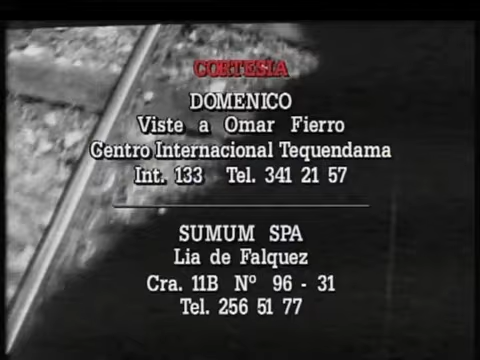 CORTESIA
DOMENICO
Viste a Omar Fierro
Centro Internacional Tequendama
Int. 133 Tel. 341 21 57
SUMUM SPA
Lia de Falquez
Cra. 11B Nº 96 - 31
Tel. 256 51 77